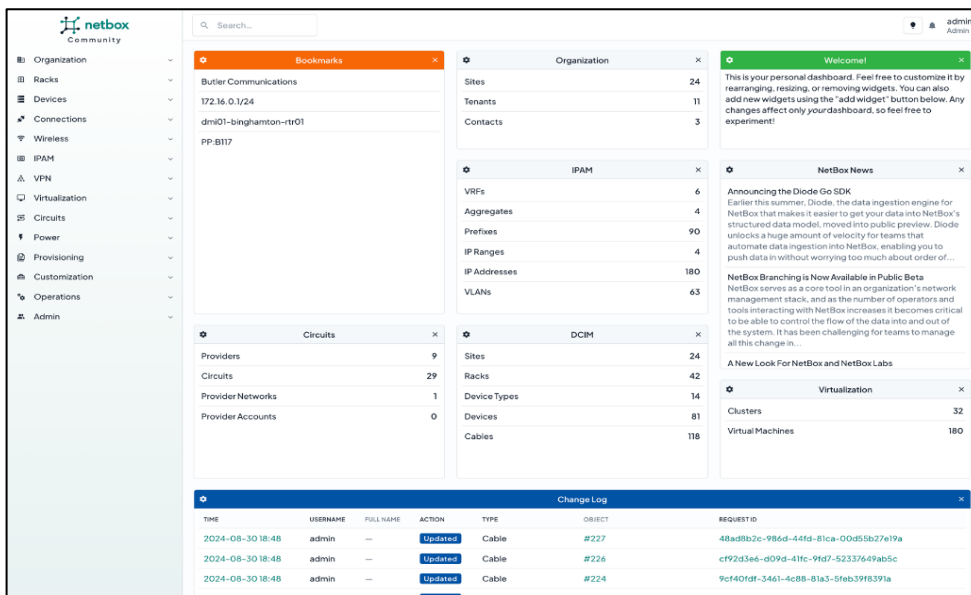 netbox
Community
Search...
admin
Admin
Organization
Racks
Devices
Connections
Wireless
IPAM
VPN
Virtualization
Circuits
Power
Provisioning
Customization
Operations
Admin
Bookmarks
Butler Communications
172.16.0.1/24
dmi01-binghamton-rtr01
PP:B117
Organization
Sites 24
Tenants 11
Contacts 3
Welcome!
This is your personal dashboard. Feel free to customize it by
rearranging, resizing, or removing widgets. You can also
add new widgets using the "add widget" button below. Any
changes affect only your dashboard, so feel free to
experiment!
IPAM
VRFs 6
Aggregates 4
Prefixes 90
IP Ranges 4
IP Addresses 180
VLANs 63
NetBox News
Announcing the Diode Go SDK
Earlier this summer, Diode, the data ingestion engine for
NetBox that makes it easier to get your data into NetBox's
structured data model, moved into public preview. Diode
unlocks a huge amount of velocity for teams that
automate data ingestion into NetBox, enabling you to
push data in without worrying too much about order of...
NetBox Branching is Now Available in Public Beta
NetBox serves as a core tool in an organization's network
management stack, and as the number of operators and
tools interacting with NetBox increases it becomes critical
to be able to control the flow of the data into and out of
the system. It has been challenging for teams to manage
all this change in...
A New Look For NetBox and NetBox Labs
Circuits
Providers 9
Circuits 29
Provider Networks 1
Provider Accounts 0
DCIM
Sites 24
Racks 42
Device Types 14
Devices 81
Cables 118
Virtualization
Clusters 32
Virtual Machines 180
Change Log
TIME USERNAME FULL NAME ACTION TYPE OBJECT REQUEST ID
2024-08-30 18:48 admin — Updated Cable #227 48ad8b2c-986d-44fd-81ca-00d55b27e19a
2024-08-30 18:48 admin — Updated Cable #226 cf92d3e6-d09d-41fc-9fd7-52337649ab5c
2024-08-30 18:48 admin — Updated Cable #224 9cf40fdf-3461-4c88-81a3-5feb39f8391a